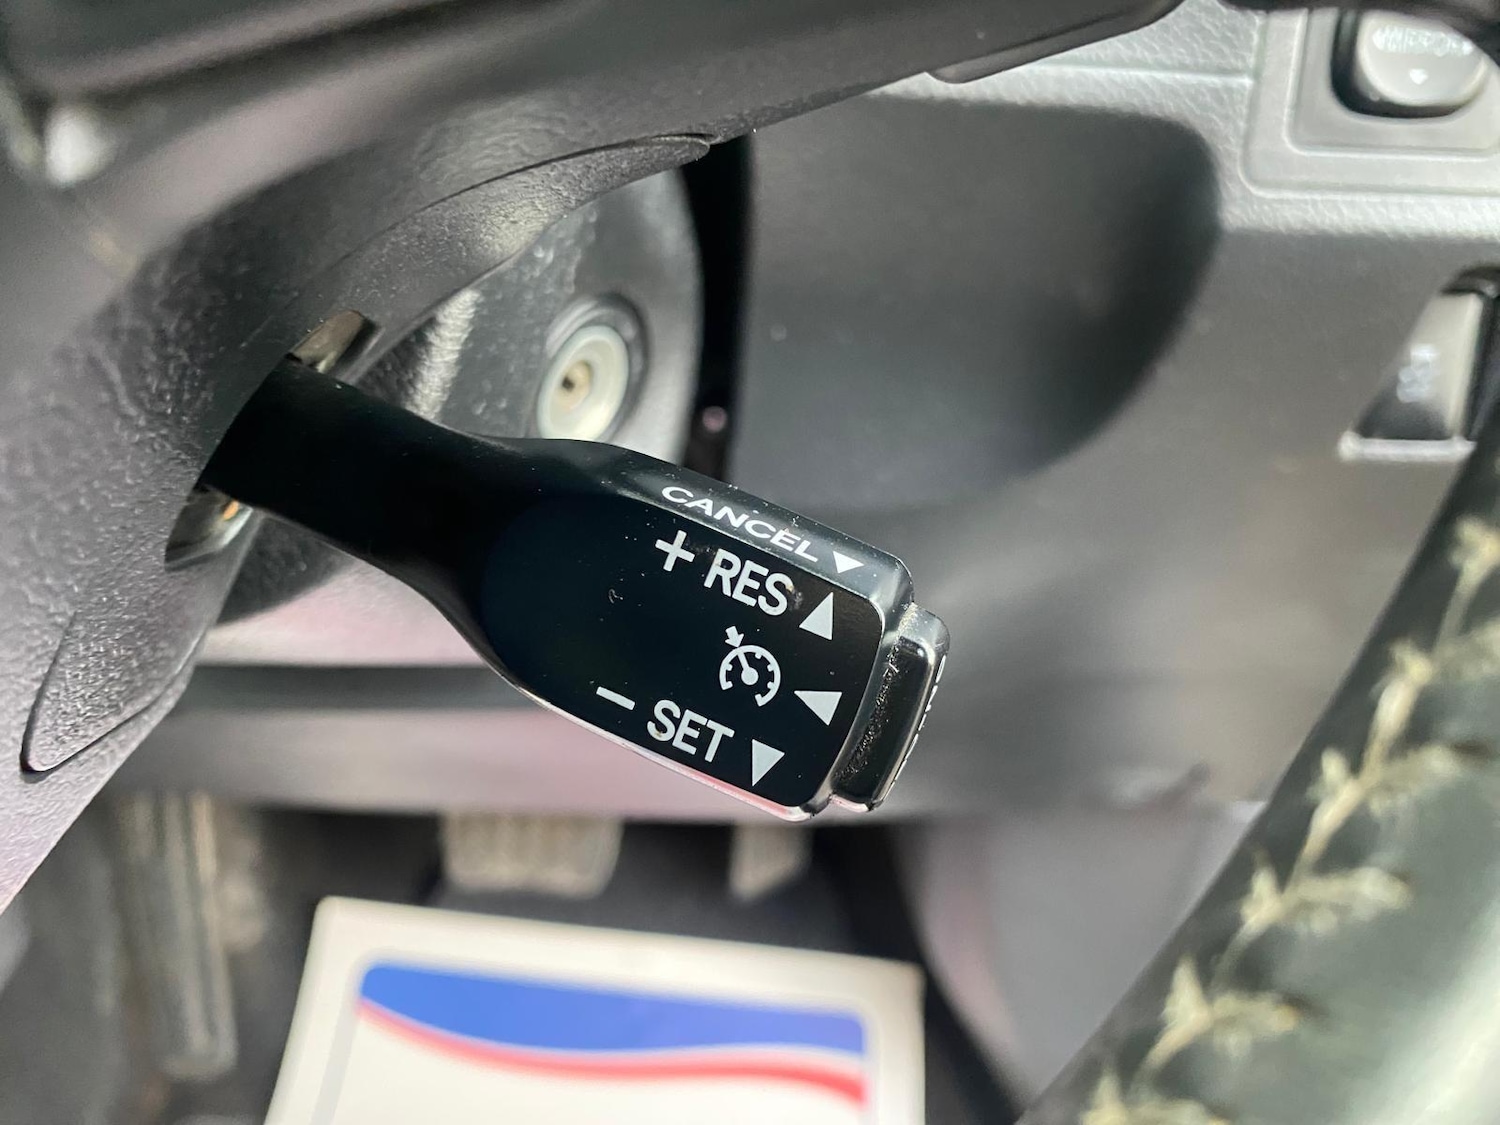 CANCEL
+ RES
− SET